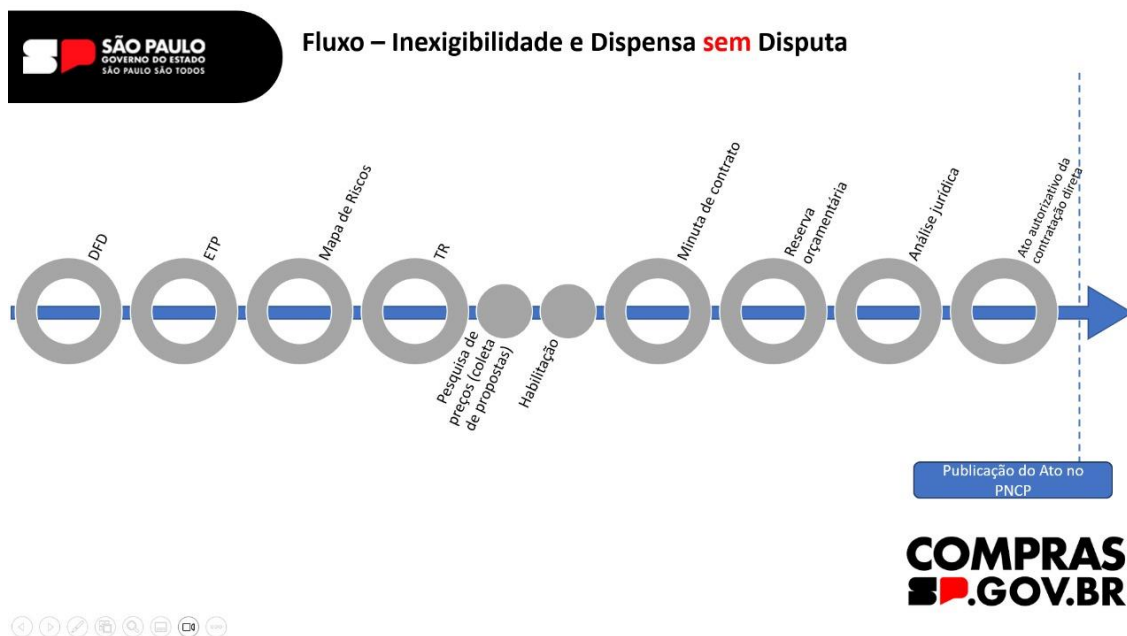 SÃO PAULO
GOVERNO DO ESTADO
SÃO PAULO SÃO TODOS
Fluxo – Inexigibilidade e Dispensa sem Disputa
DFD
ETP
Mapa de Riscos
TR
Pesquisa de
preços (coleta
de propostas)
Habilitação
Minuta de contrato
Reserva
orçamentária
Análise jurídica
Ato autorizativo da
contratação direta
Publicação do Ato no
PNCP
COMPRAS
.GOV.BR